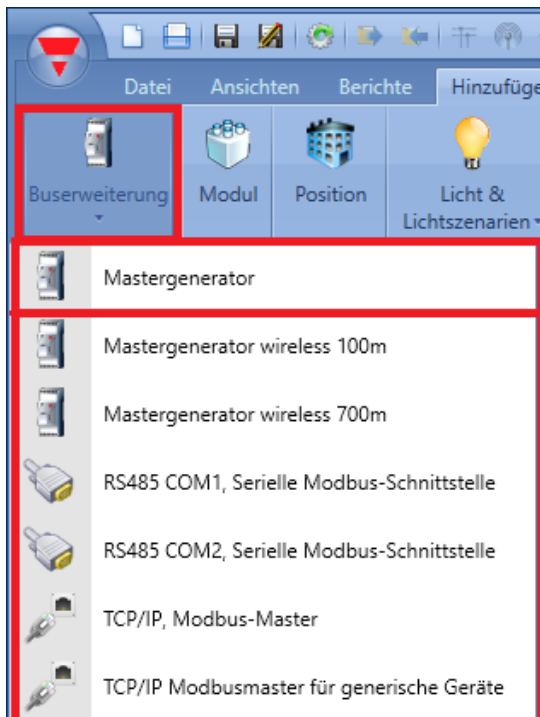 Datei Ansichten Berichte Hinzufüge
Buserweiterung Modul Position Licht &
Lichtszenarien
Mastergenerator
Mastergenerator wireless 100m
Mastergenerator wireless 700m
RS485 COM1, Serielle Modbus-Schnittstelle
RS485 COM2, Serielle Modbus-Schnittstelle
TCP/IP, Modbus-Master
TCP/IP Modbusmaster für generische Geräte